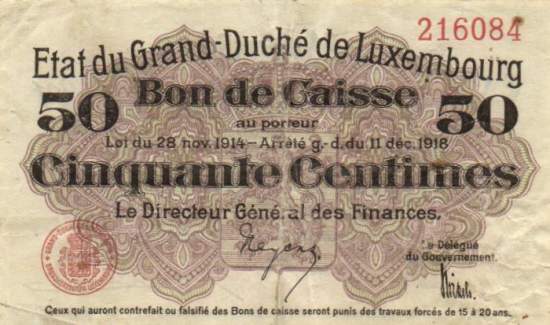 216084
Etat du Grand-Duché de Luxembourg
50 Bon de Caisse 50
au porteur
Loi du 28 nov. 1914 — Arrêté g.-d. du 11 déc. 1918
Cinquante Centimes
Le Directeur Général des Finances,
Le Délégué
du Gouvernement,
Ceux qui auront contrefait ou falsifié des Bons de caisse seront punis des travaux forcés de 15 à 20 ans.